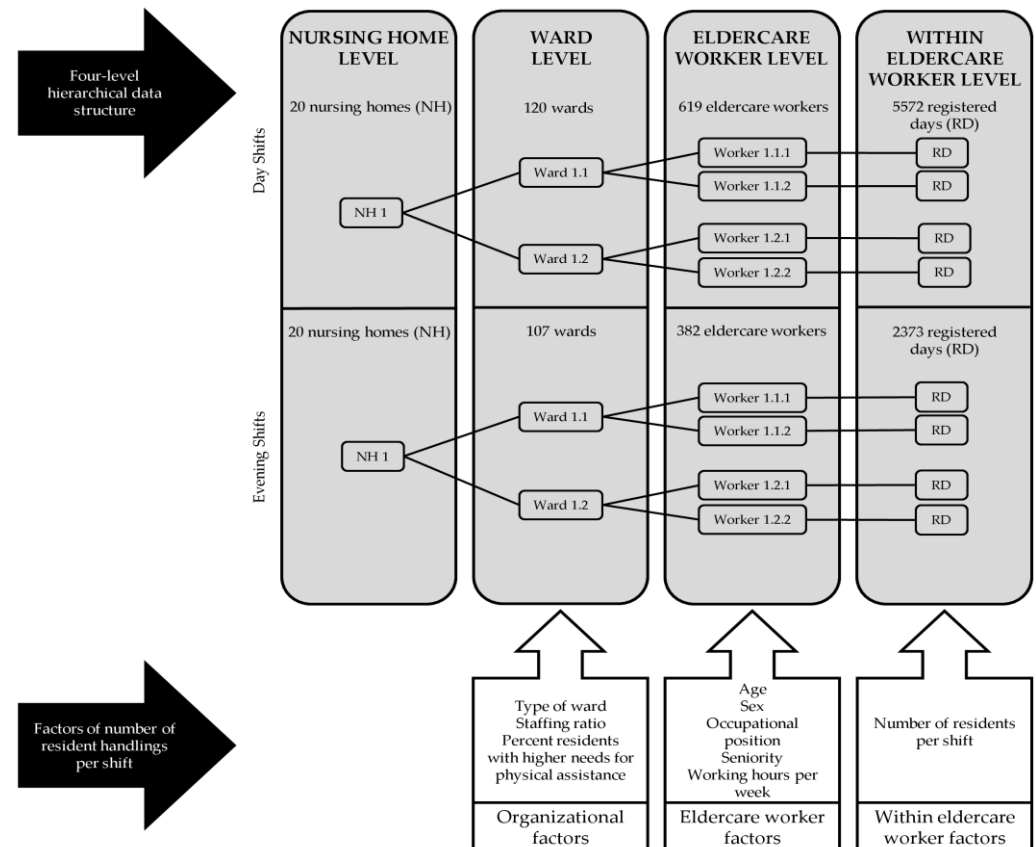 Four-level
hierarchical data
structure
NURSING HOME
LEVEL
WARD
LEVEL
ELDERCARE
WORKER LEVEL
WITHIN
ELDERCARE
WORKER LEVEL
Day Shifts
20 nursing homes (NH)
120 wards
619 eldercare workers
5572 registered
days (RD)
NH 1
Ward 1.1
Ward 1.2
Worker 1.1.1
Worker 1.1.2
Worker 1.2.1
Worker 1.2.2
RD
RD
RD
RD
Evening Shifts
20 nursing homes (NH)
107 wards
382 eldercare workers
2373 registered
days (RD)
NH 1
Ward 1.1
Ward 1.2
Worker 1.1.1
Worker 1.1.2
Worker 1.2.1
Worker 1.2.2
RD
RD
RD
RD
Factors of number of
resident handlings
per shift
Type of ward
Staffing ratio
Percent residents
with higher needs for
physical assistance
Organizational
factors
Age
Sex
Occupational
position
Seniority
Working hours per
week
Eldercare worker
factors
Number of residents
per shift
Within eldercare
worker factors